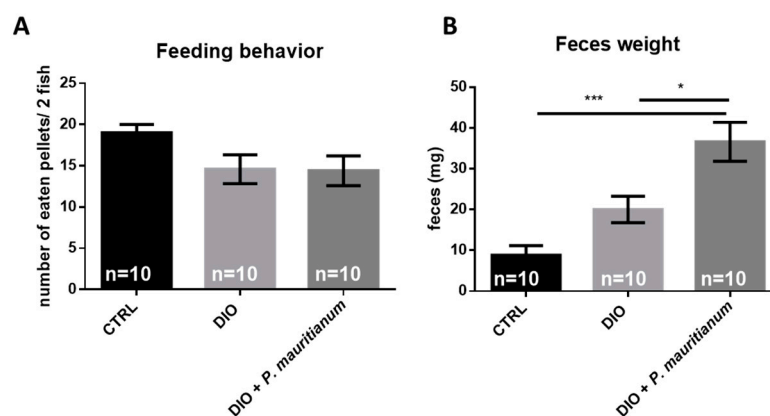 A
Feeding behavior
number of eaten pellets/ 2 fish
25
20
15
10
5
0
n=10
n=10
n=10
CTRL
DIO
DIO + P. mauritianum
B
Feces weight
feces (mg)
50
40
30
20
10
0
***
*
n=10
n=10
n=10
CTRL
DIO
DIO + P. mauritianum